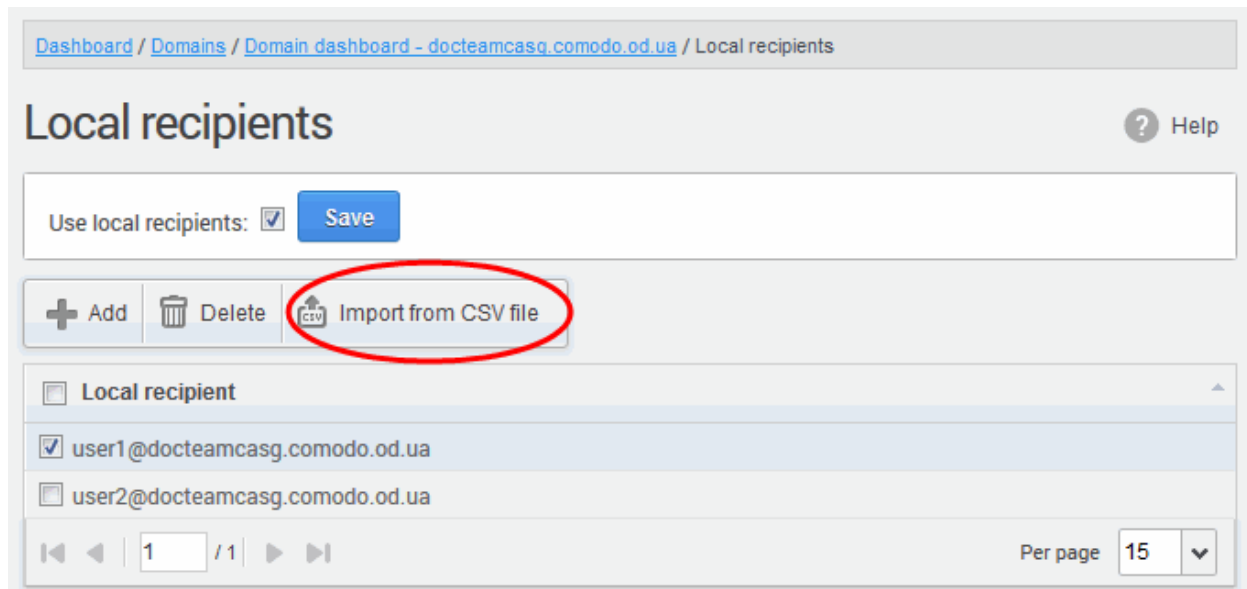 Dashboard / Domains / Domain dashboard - docteamcasg.comodo.od.ua / Local recipients
Local recipients
? Help
Use local recipients: Save
Add Delete CSV Import from CSV file
Local recipient
user1@docteamcasg.comodo.od.ua
user2@docteamcasg.comodo.od.ua
1 / 1 Per page 15